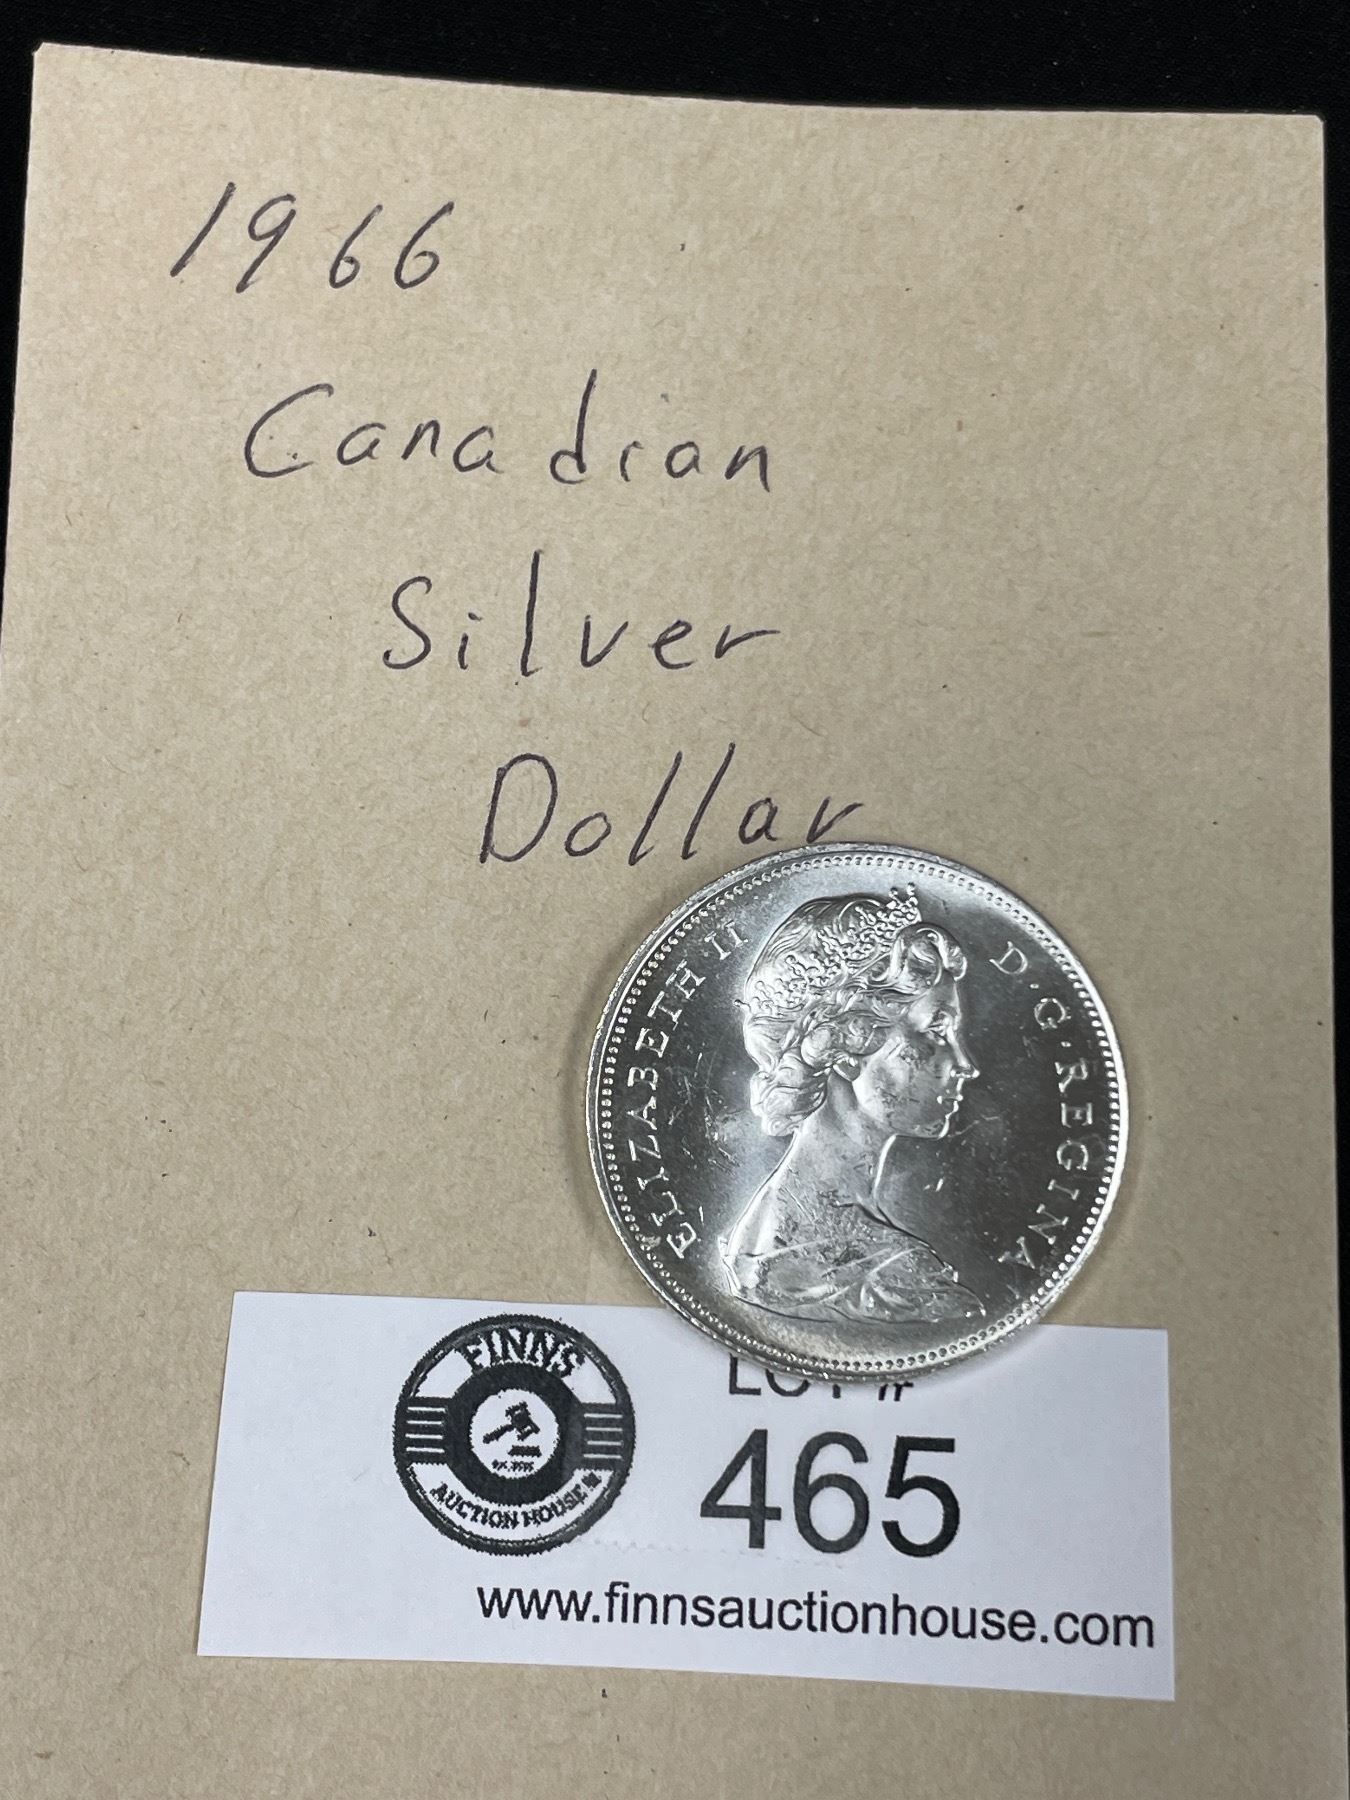 1966
Canadian
Silver
Dollar
ELIZABETH II D·G·REGINA
FINNS
AUCTION HOUSE
LOT #
465
www.finnsauctionhouse.com